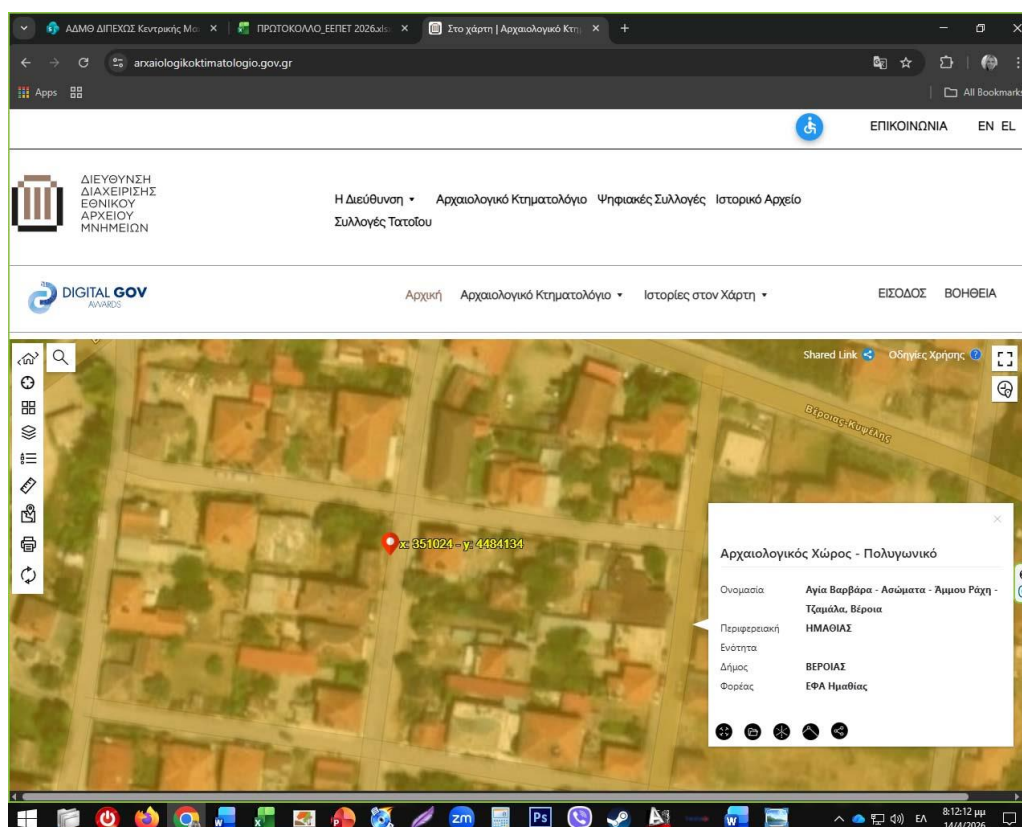 ΑΔΜΘ ΔΙΠΕΧΩΣ Κεντρικής Μα
ΠΡΩΤΟΚΟΛΛΟ_ΕΕΠΕΤ 2026.xls
Στο χάρτη | Αρχαιολογικό Κτη
arxaiologikoktimatologio.gov.gr
Apps
All Bookmarks
ΕΠΙΚΟΙΝΩΝΙΑ EN EL
ΔΙΕΥΘΥΝΣΗ
ΔΙΑΧΕΙΡΙΣΗΣ
ΕΘΝΙΚΟΥ
ΑΡΧΕΙΟΥ
ΜΝΗΜΕΙΩΝ
Η Διεύθυνση Αρχαιολογικό Κτηματολόγιο Ψηφιακές Συλλογές Ιστορικό Αρχείο
Συλλογές Τατοΐου
DIGITAL GOV
AWARDS
Αρχική Αρχαιολογικό Κτηματολόγιο Ιστορίες στον Χάρτη ΕΙΣΟΔΟΣ ΒΟΗΘΕΙΑ
Shared Link Οδηγίες Χρήσης
Βέροιας-Κυψέλης
x: 351024 - y: 4484134
Αρχαιολογικός Χώρος - Πολυγωνικό
Ονομασία Αγία Βαρβάρα - Ασώματα - Άμμου Ράχη -
Τζαμάλα, Βέροια
Περιφερειακή ΗΜΑΘΙΑΣ
Ενότητα
Δήμος ΒΕΡΟΙΑΣ
Φορέας ΕΦΑ Ημαθίας
zm
Ps
ΕΛ
8:12:12 μμ
14/4/2026